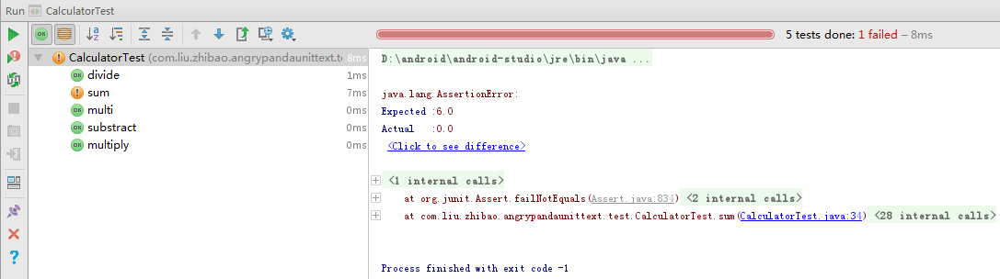 Run CalculatorTest
5 tests done: 1 failed – 8ms
CalculatorTest (com.liu.zhibao.angrypandaunittext.te 8ms
divide 1ms
sum 7ms
multi 0ms
substract 0ms
multiply 0ms
D:\android\android-studio\jre\bin\java ...
java.lang.AssertionError:
Expected :6.0
Actual :0.0
<Click to see difference>
<1 internal calls>
at org.junit.Assert.failNotEquals(Assert.java:834) <2 internal calls>
at com.liu.zhibao.angrypandaunittext.test.CalculatorTest.sum(CalculatorTest.java:34) <28 internal calls>
Process finished with exit code -1